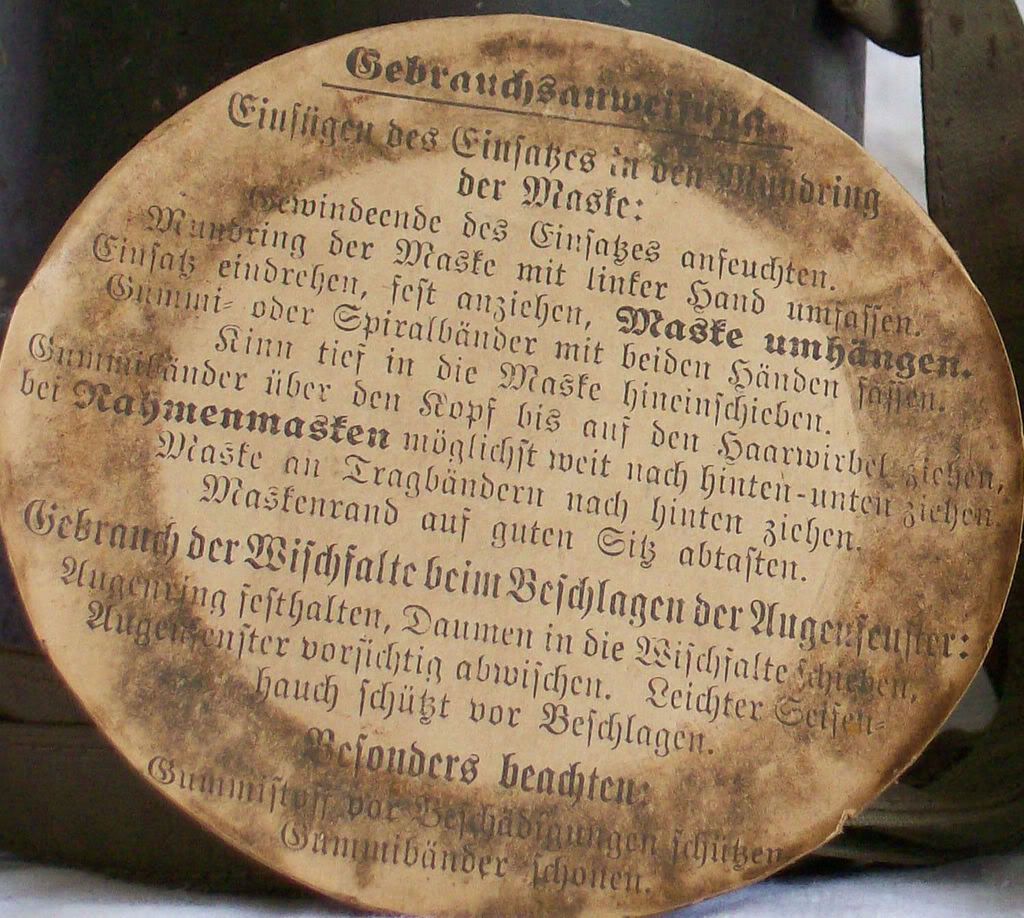 Gebrauchsanweisung.
Einfügen des Einsatzes in den Mundring
der Maske:
Gewindeende des Einsatzes anfeuchten.
Mundring der Maske mit linker Hand umfassen.
Einsatz eindrehen, fest anziehen, Maske umhängen.
Gummi- oder Spiralbänder mit beiden Händen fassen.
Kinn tief in die Maske hineinschieben.
Gummibänder über den Kopf bis auf den Haarwirbel ziehen,
bei Rahmenmasken möglichst weit nach hinten-unten ziehen.
Maske an Tragbändern nach hinten ziehen.
Maskenrand auf guten Sitz abtasten.
Gebrauch der Wischfalte beim Beschlagen der Augenfenster:
Augenring festhalten, Daumen in die Wischfalte schieben,
Augenfenster vorsichtig abwischen. Leichter Seifen-
hauch schützt vor Beschlagen.
Besonders beachten:
Gummistoff vor Beschädigungen schützen
Gummibänder schonen.